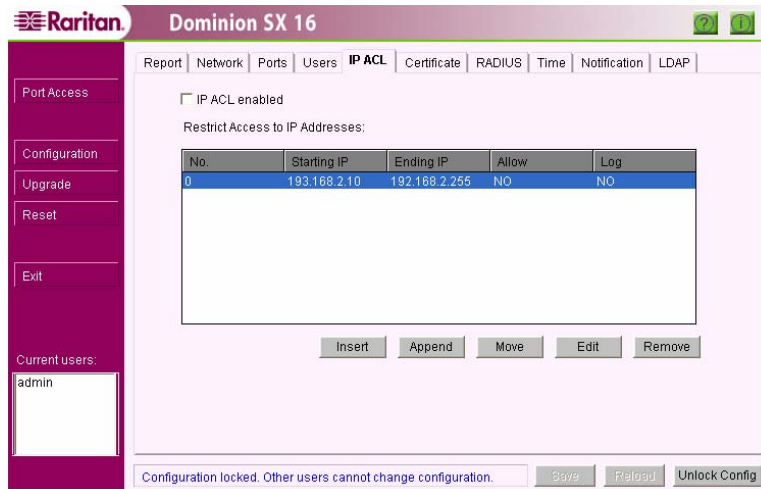 Raritan. Dominion SX 16 ? i
Report Network Ports Users IP ACL Certificate RADIUS Time Notification LDAP
Port Access
Configuration
Upgrade
Reset
Exit
Current users:
admin
IP ACL enabled
Restrict Access to IP Addresses:
No. Starting IP Ending IP Allow Log
0 193.168.2.10 192.168.2.255 NO NO
Insert Append Move Edit Remove
Configuration locked. Other users cannot change configuration. Save Reload Unlock Config